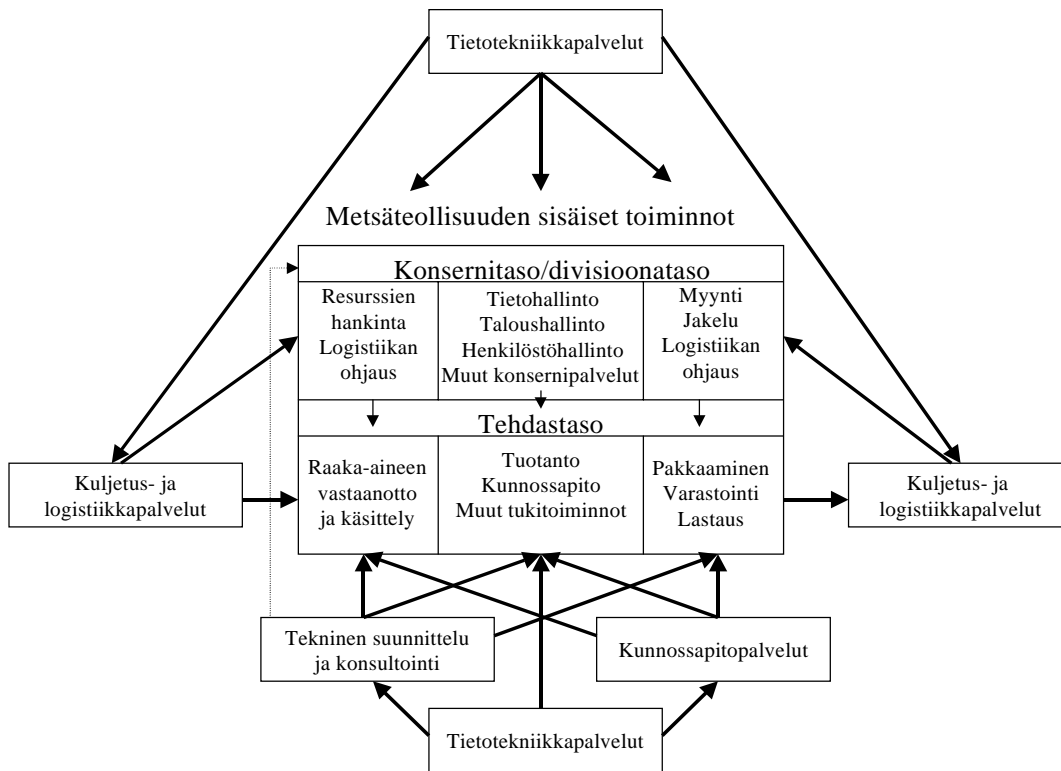 Tietotekniikkapalvelut
Metsäteollisuuden sisäiset toiminnot
Konsernitaso/divisioonataso
Resurssien
hankinta
Logistiikan
ohjaus
Tietohallinto
Taloushallinto
Henkilöstöhallinto
Muut konsernipalvelut
Myynti
Jakelu
Logistiikan
ohjaus
Tehdastaso
Kuljetus- ja
logistiikkapalvelut
Raaka-aineen
vastaanotto
ja käsittely
Tuotanto
Kunnossapito
Muut tukitoiminnot
Pakkaaminen
Varastointi
Lastaus
Kuljetus- ja
logistiikkapalvelut
Tekninen suunnittelu
ja konsultointi
Kunnossapitopalvelut
Tietotekniikkapalvelut